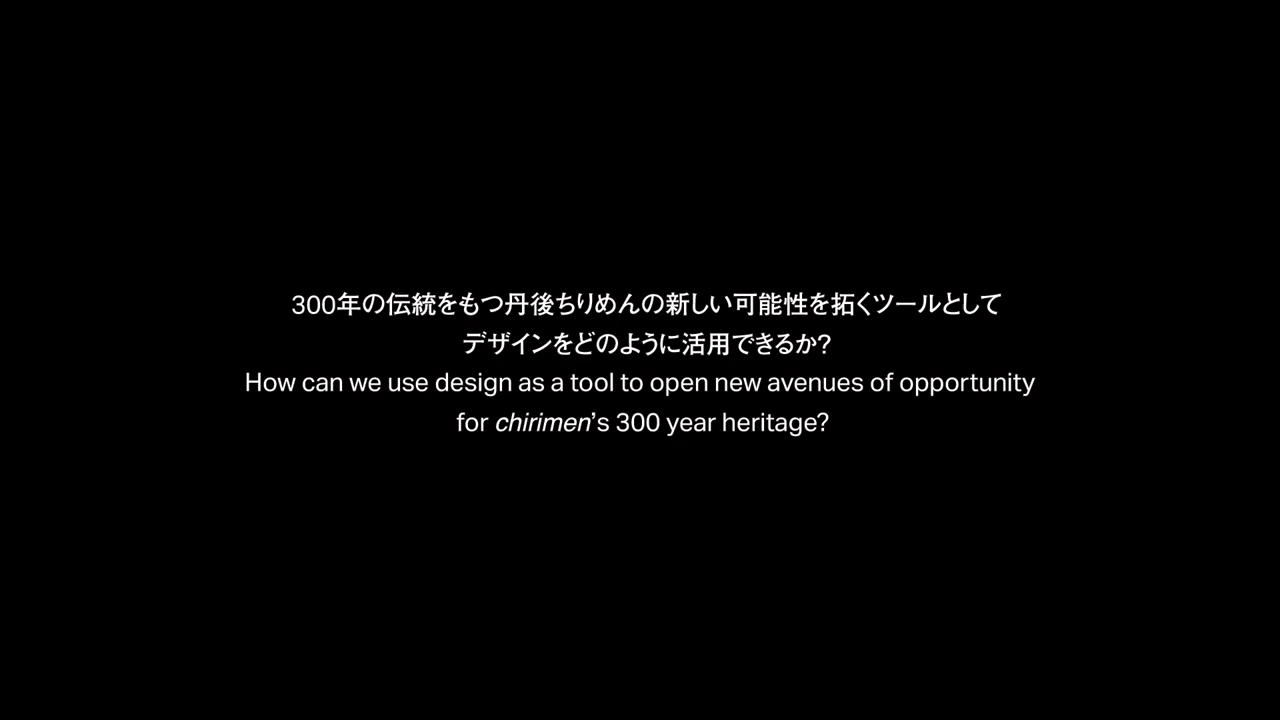 300年の伝統をもつ丹後ちりめんの新しい可能性を拓くツールとして
デザインをどのように活用できるか?
How can we use design as a tool to open new avenues of opportunity
for chirimen’s 300 year heritage?